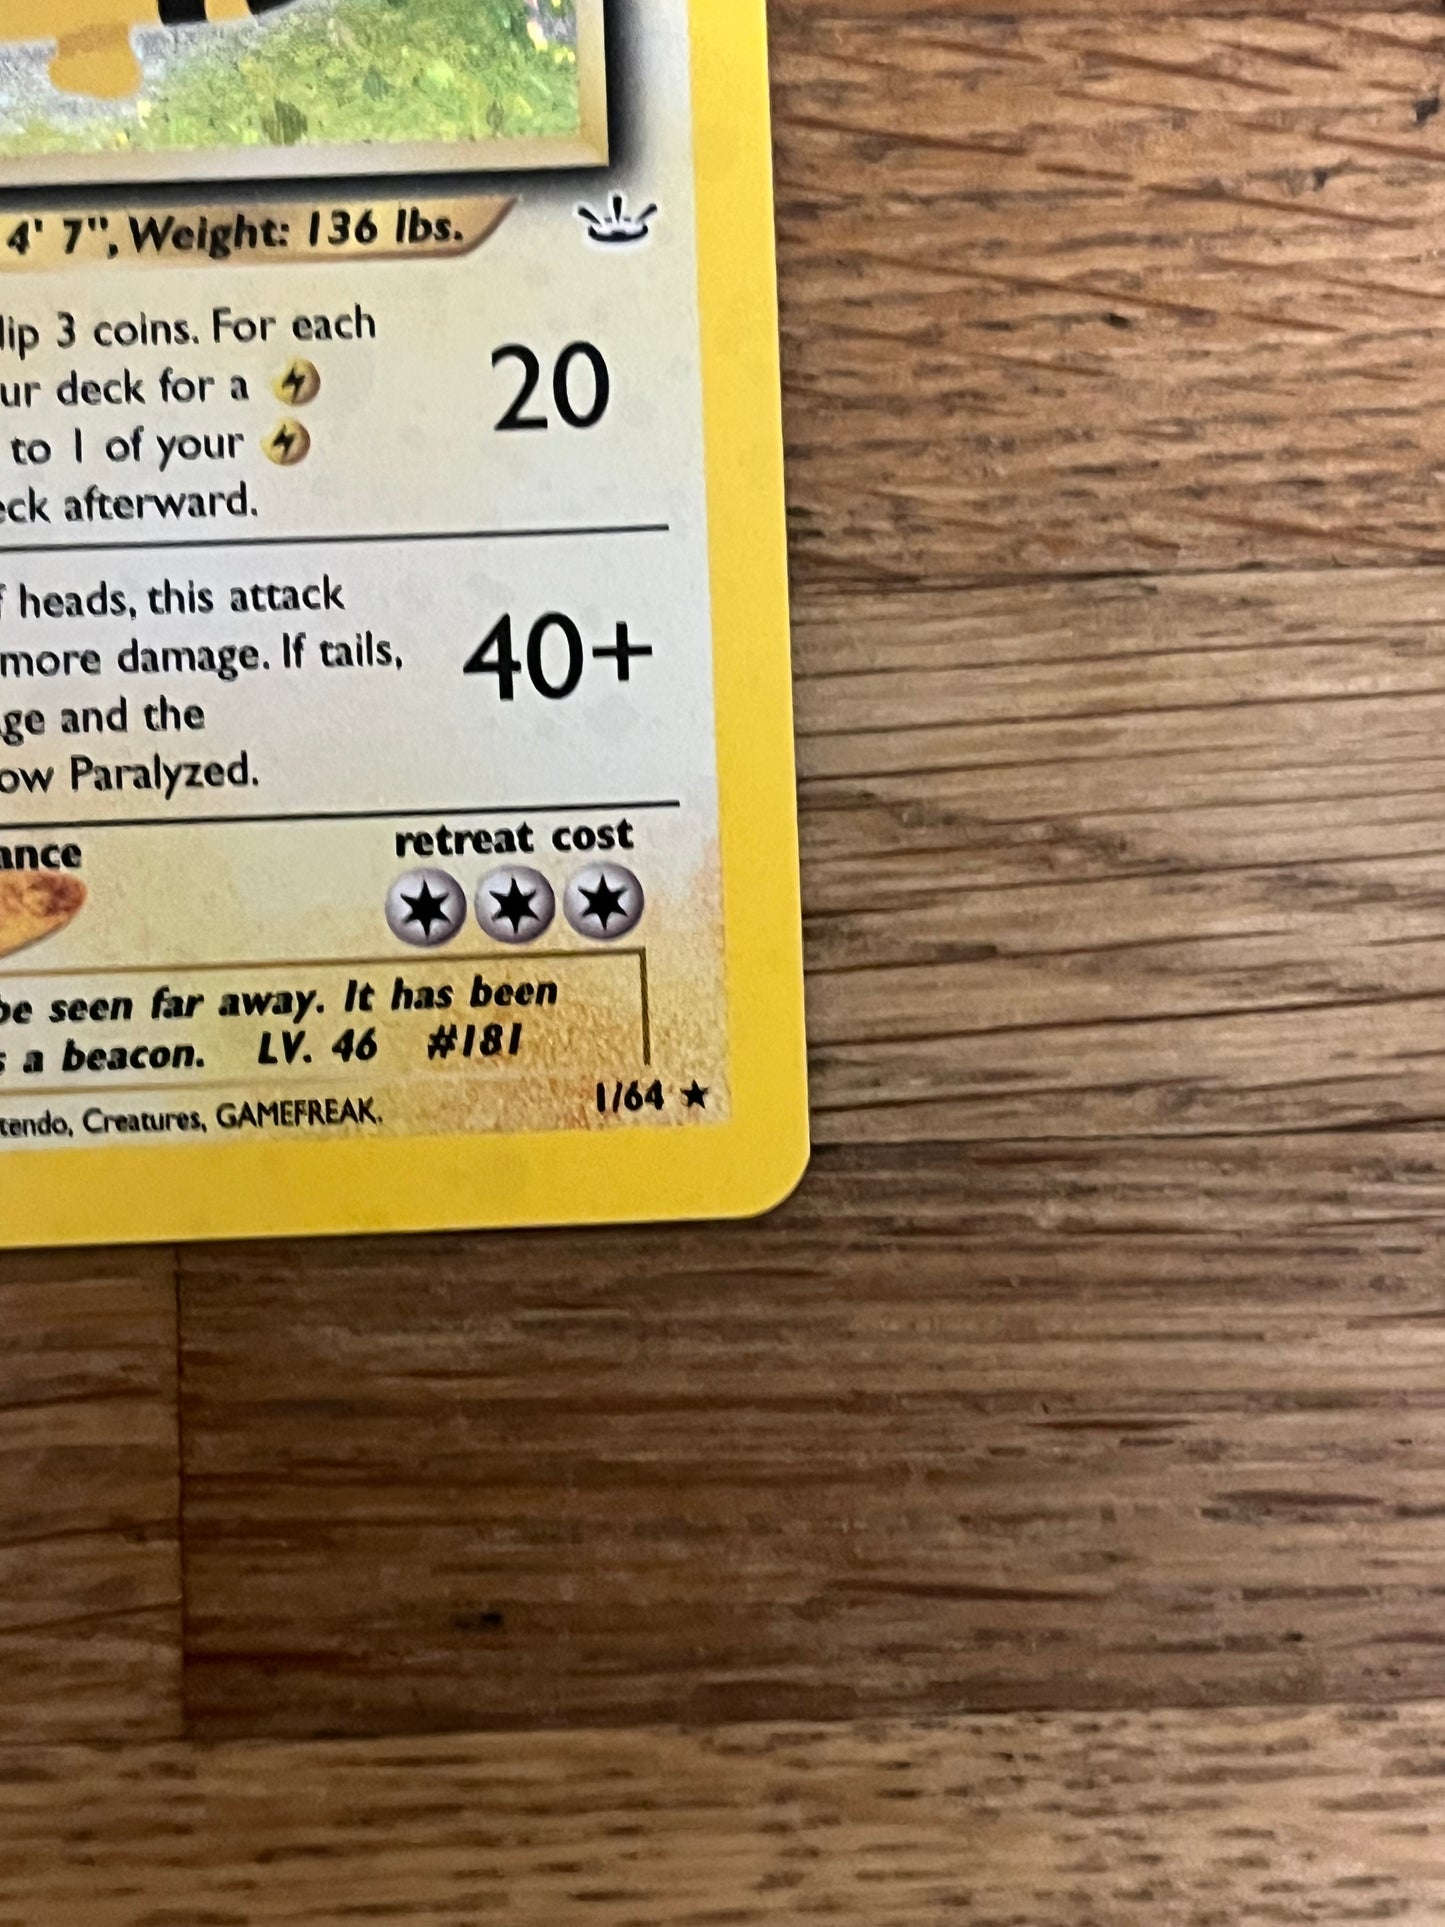 4' 7", Weight: 136 lbs.
lip 3 coins. For each
ur deck for a
20
to 1 of your
eck afterward.
f heads, this attack
more damage. If tails,
40+
ge and the
ow Paralyzed.
ance
retreat cost
be seen far away. It has been
s a beacon. LV. 46 #181
1/64 ★
tendo, Creatures, GAMEFREAK.